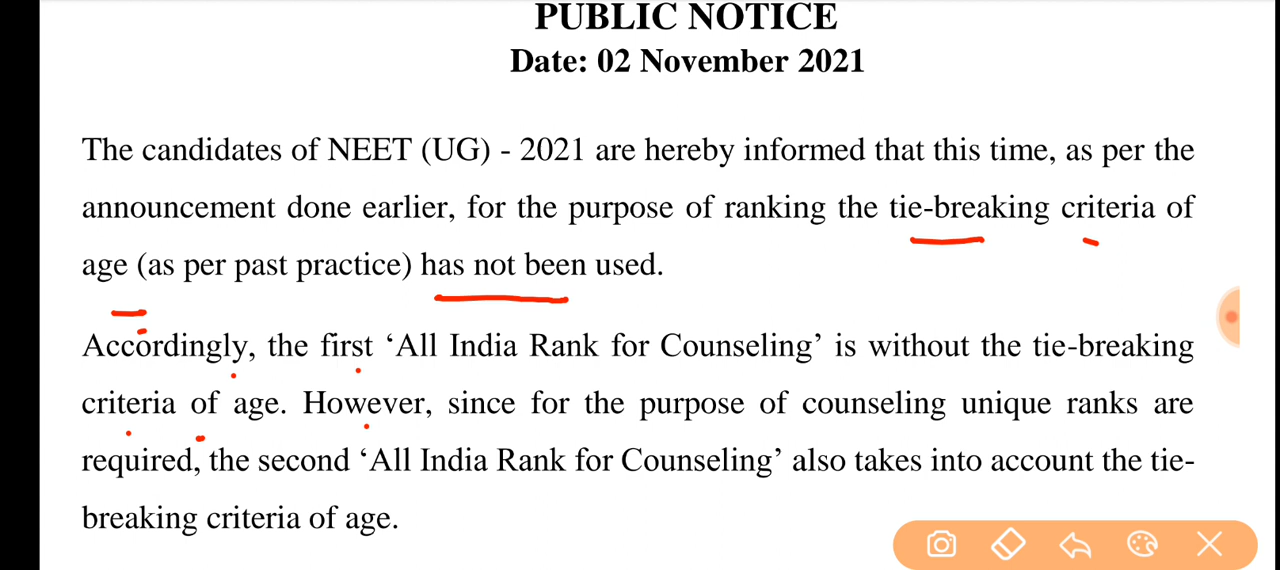 PUBLIC NOTICE
Date: 02 November 2021
The candidates of NEET (UG) - 2021 are hereby informed that this time, as per the
announcement done earlier, for the purpose of ranking the tie-breaking criteria of
age (as per past practice) has not been used.
Accordingly, the first ‘All India Rank for Counseling’ is without the tie-breaking
criteria of age. However, since for the purpose of counseling unique ranks are
required, the second ‘All India Rank for Counseling’ also takes into account the tie-
breaking criteria of age.